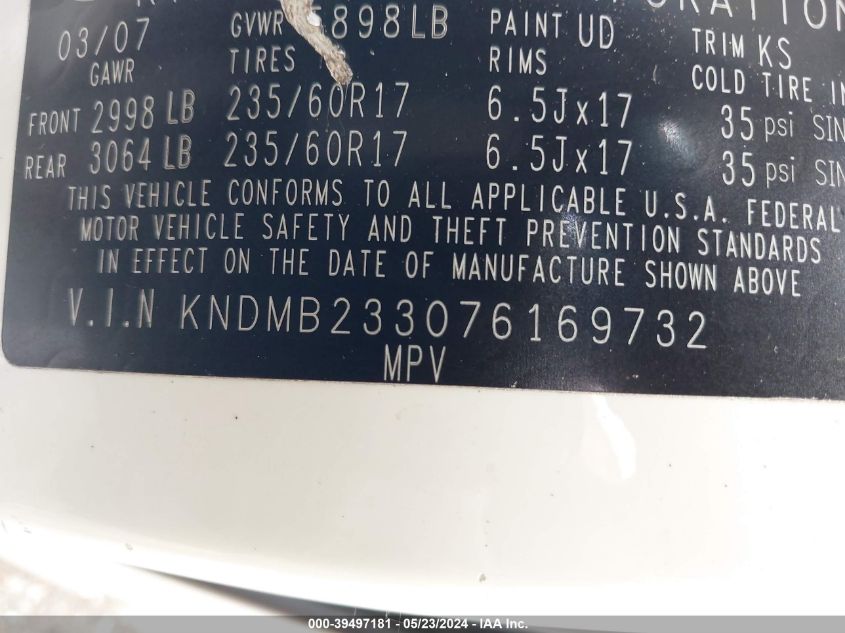 03/07 GVWR 5898LB PAINT UD TRIM KS
GAWR TIRES RIMS COLD TIRE
FRONT 2998 LB 235/60R17 6.5Jx17 35 psi
REAR 3064 LB 235/60R17 6.5Jx17 35 psi
THIS VEHICLE CONFORMS TO ALL APPLICABLE U.S.A. FEDERAL
MOTOR VEHICLE SAFETY AND THEFT PREVENTION STANDARDS
IN EFFECT ON THE DATE OF MANUFACTURE SHOWN ABOVE
V.I.N KNDMB233076169732
MPV
000-39497181 - 05/23/2024 - IAA Inc.